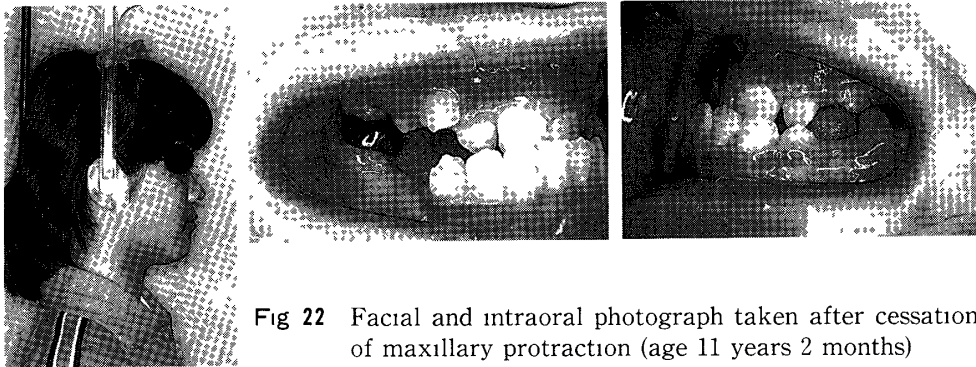 Fig 22 Facial and intraoral photograph taken after cessation
of maxillary protraction (age 11 years 2 months)